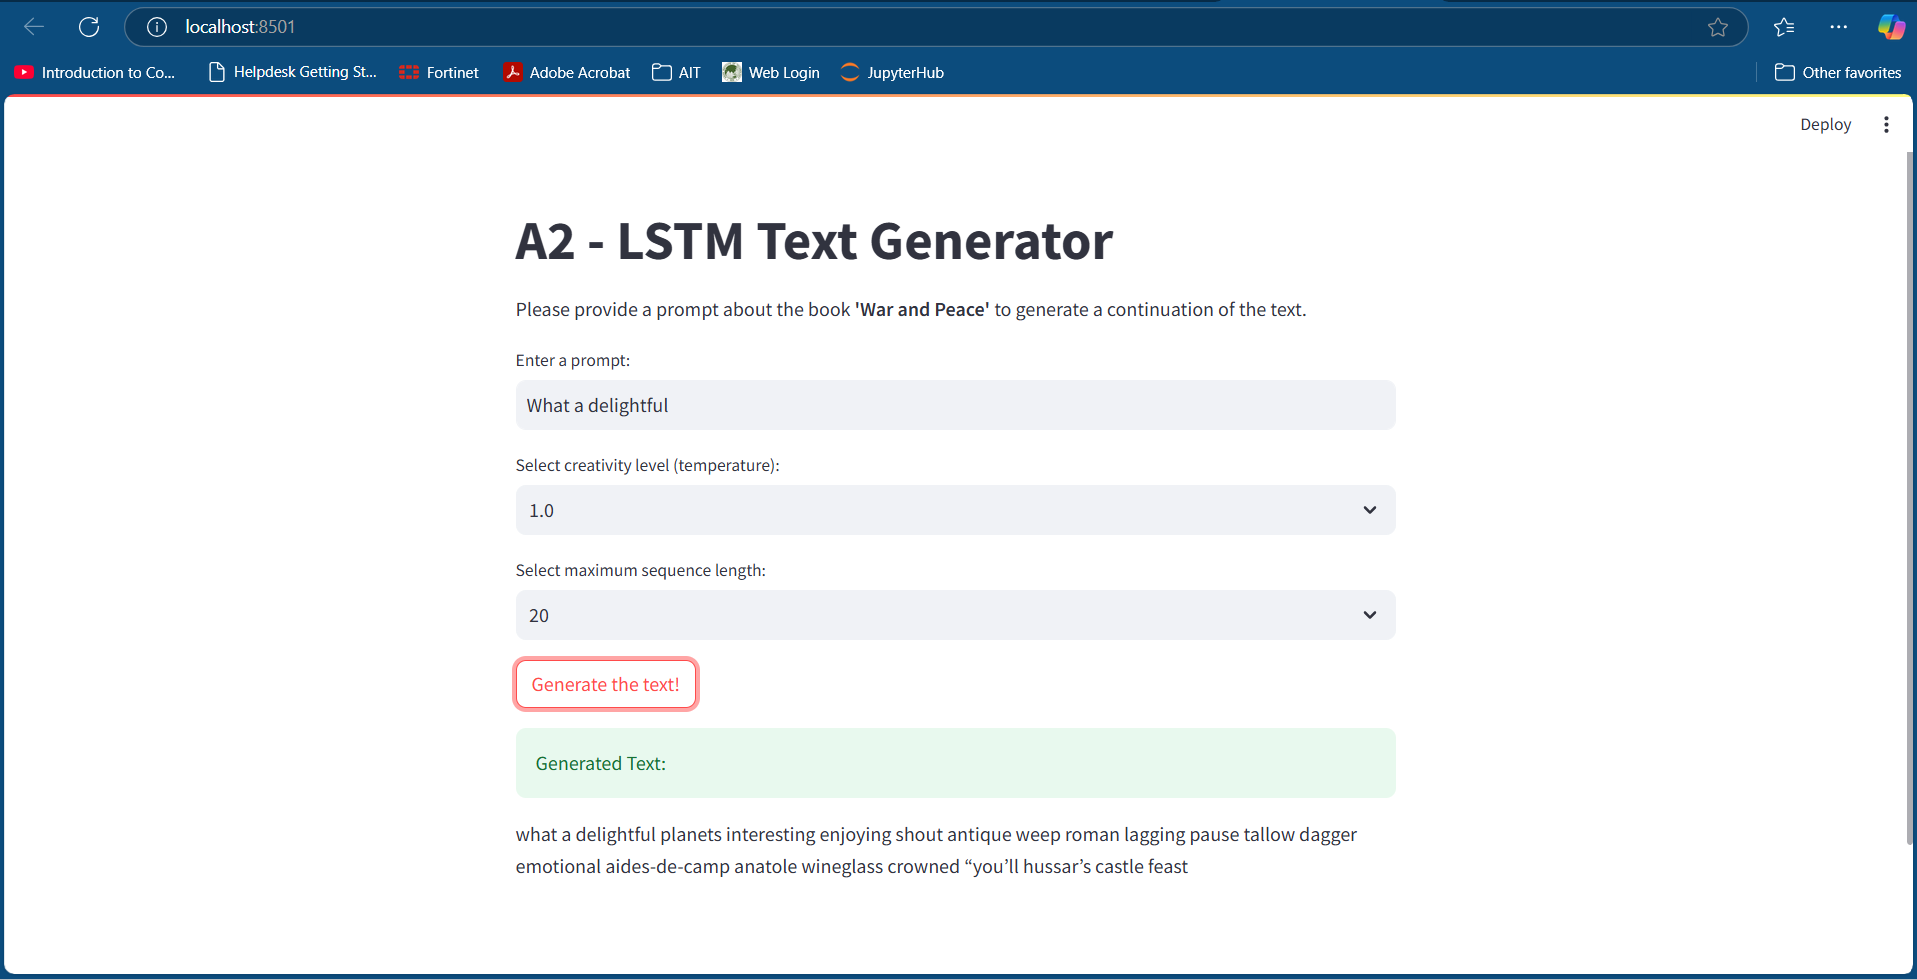 localhost:8501
Introduction to Co...
Helpdesk Getting St...
Fortinet
Adobe Acrobat
AIT
Web Login
JupyterHub
Other favorites
Deploy
A2 - LSTM Text Generator
Please provide a prompt about the book 'War and Peace' to generate a continuation of the text.
Enter a prompt:
What a delightful
Select creativity level (temperature):
1.0
Select maximum sequence length:
20
Generate the text!
Generated Text:
what a delightful planets interesting enjoying shout antique weep roman lagging pause tallow dagger
emotional aides-de-camp anatole wineglass crowned “you’ll hussar’s castle feast